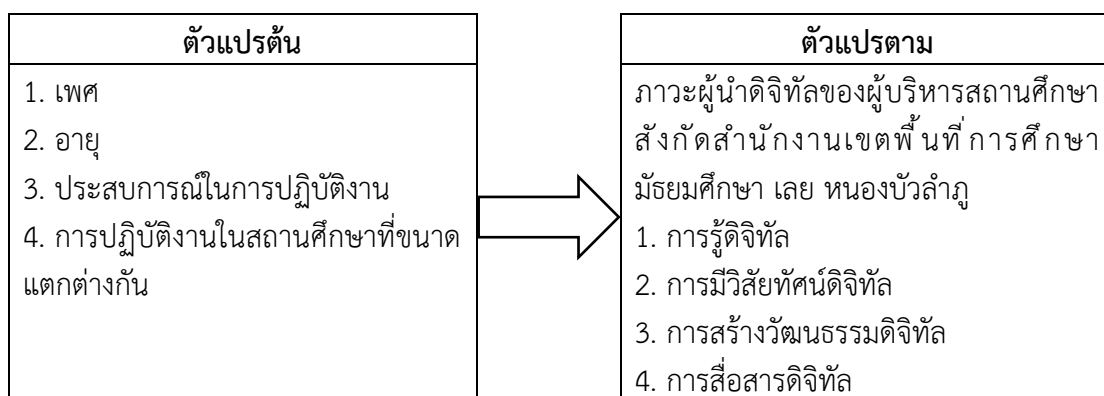 ตัวแปรต้น
1. เพศ
2. อายุ
3. ประสบการณ์ในการปฏิบัติงาน
4. การปฏิบัติงานในสถานศึกษาที่ขนาด
แตกต่างกัน
ตัวแปรตาม
ภาวะผู้นำดิจิทัลของผู้บริหารสถานศึกษา
สังกัดสำนักงานเขตพื้นที่การศึกษา
มัธยมศึกษา เลย หนองบัวลำภู
1. การรู้ดิจิทัล
2. การมีวิสัยทัศน์ดิจิทัล
3. การสร้างวัฒนธรรมดิจิทัล
4. การสื่อสารดิจิทัล